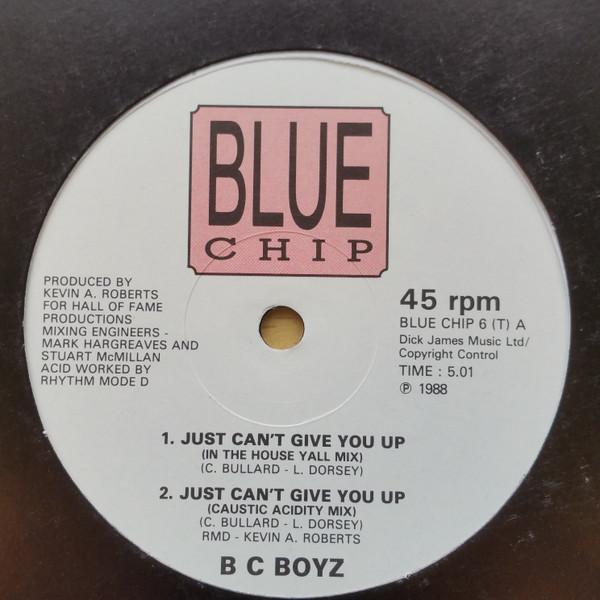 BLUE
CHIP
PRODUCED BY
KEVIN A. ROBERTS
FOR HALL OF FAME
PRODUCTIONS
MIXING ENGINEERS -
MARK HARGREAVES AND
STUART McMILLAN
ACID WORKED BY
RHYTHM MODE D
45 rpm
BLUE CHIP 6 (T) A
Dick James Music Ltd/
Copyright Control
TIME : 5.01
℗ 1988
1. JUST CAN'T GIVE YOU UP
(IN THE HOUSE YALL MIX)
(C. BULLARD - L. DORSEY)
2. JUST CAN'T GIVE YOU UP
(CAUSTIC ACIDITY MIX)
(C. BULLARD - L. DORSEY)
RMD - KEVIN A. ROBERTS
B C BOYZ